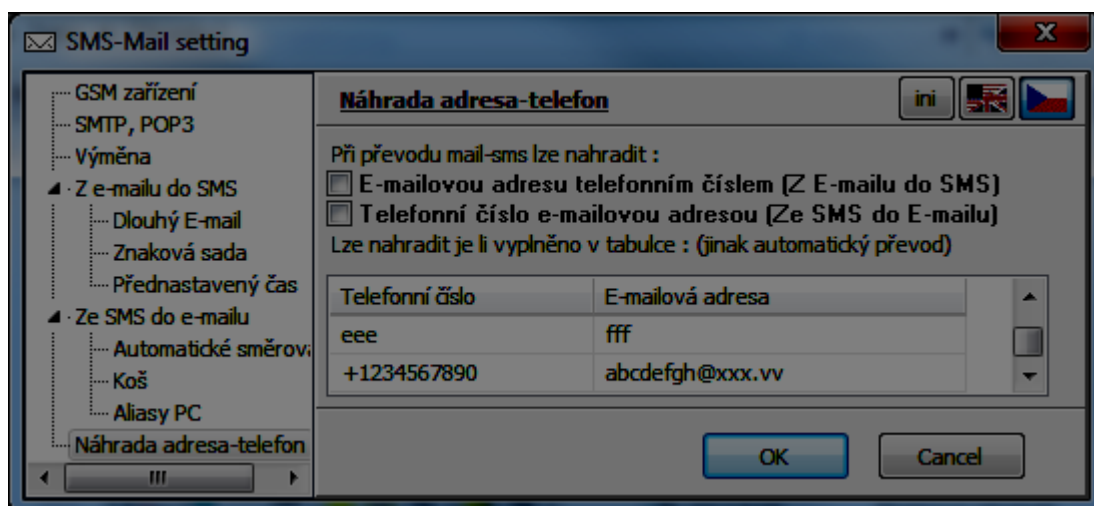 SMS-Mail setting
GSM zařízení
SMTP, POP3
Výměna
Z e-mailu do SMS
Dlouhý E-mail
Znaková sada
Přednastavený čas
Ze SMS do e-mailu
Automatické směrova
Koš
Aliasy PC
Náhrada adresa-telefon
Náhrada adresa-telefon
ini
Při převodu mail-sms lze nahradit :
E-mailovou adresu telefonním číslem (Z E-mailu do SMS)
Telefonní číslo e-mailovou adresou (Ze SMS do E-mailu)
Lze nahradit je li vyplněno v tabulce : (jinak automatický převod)
Telefonní číslo E-mailová adresa
eee fff
+1234567890 abcdefgh@xxx.vv
OK Cancel